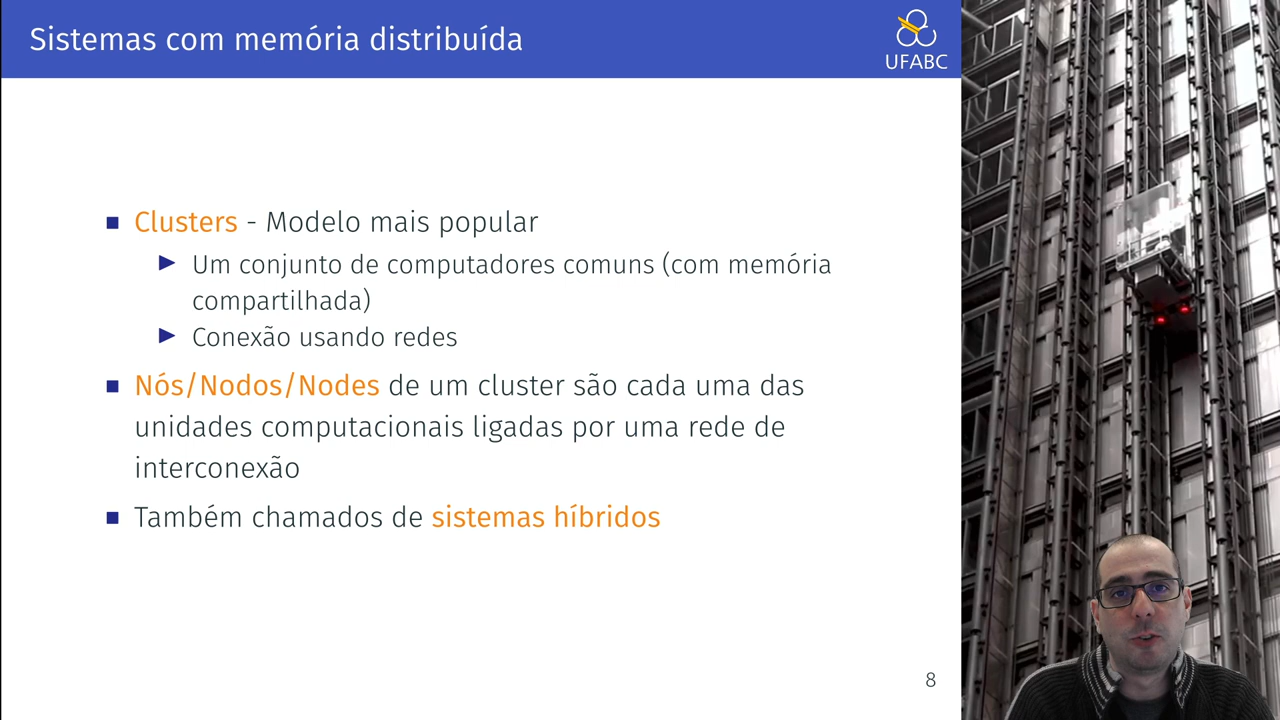 Sistemas com memória distribuída
UFABC
■ Clusters - Modelo mais popular
▶ Um conjunto de computadores comuns (com memória
compartilhada)
▶ Conexão usando redes
■ Nós/Nodos/Nodes de um cluster são cada uma das
unidades computacionais ligadas por uma rede de
interconexão
■ Também chamados de sistemas híbridos
8